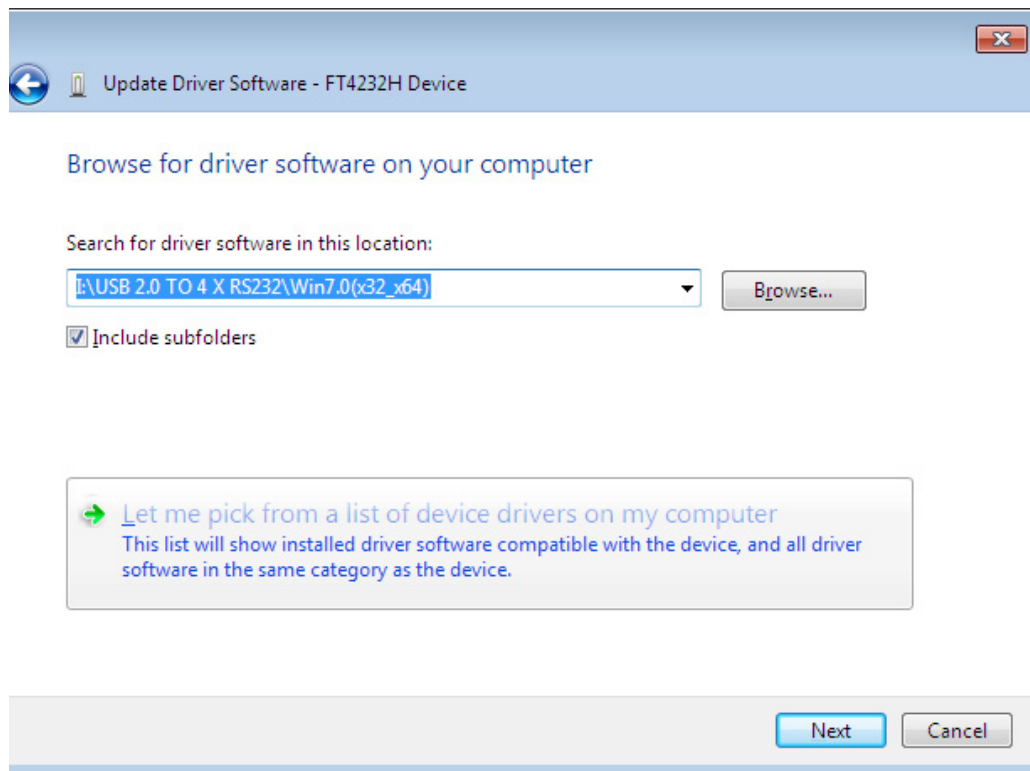 Update Driver Software - FT4232H Device
Browse for driver software on your computer
Search for driver software in this location:
I:\USB 2.0 TO 4 X RS232\Win7.0(x32_x64)
Browse...
Include subfolders
Let me pick from a list of device drivers on my computer
This list will show installed driver software compatible with the device, and all driver
software in the same category as the device.
Next
Cancel